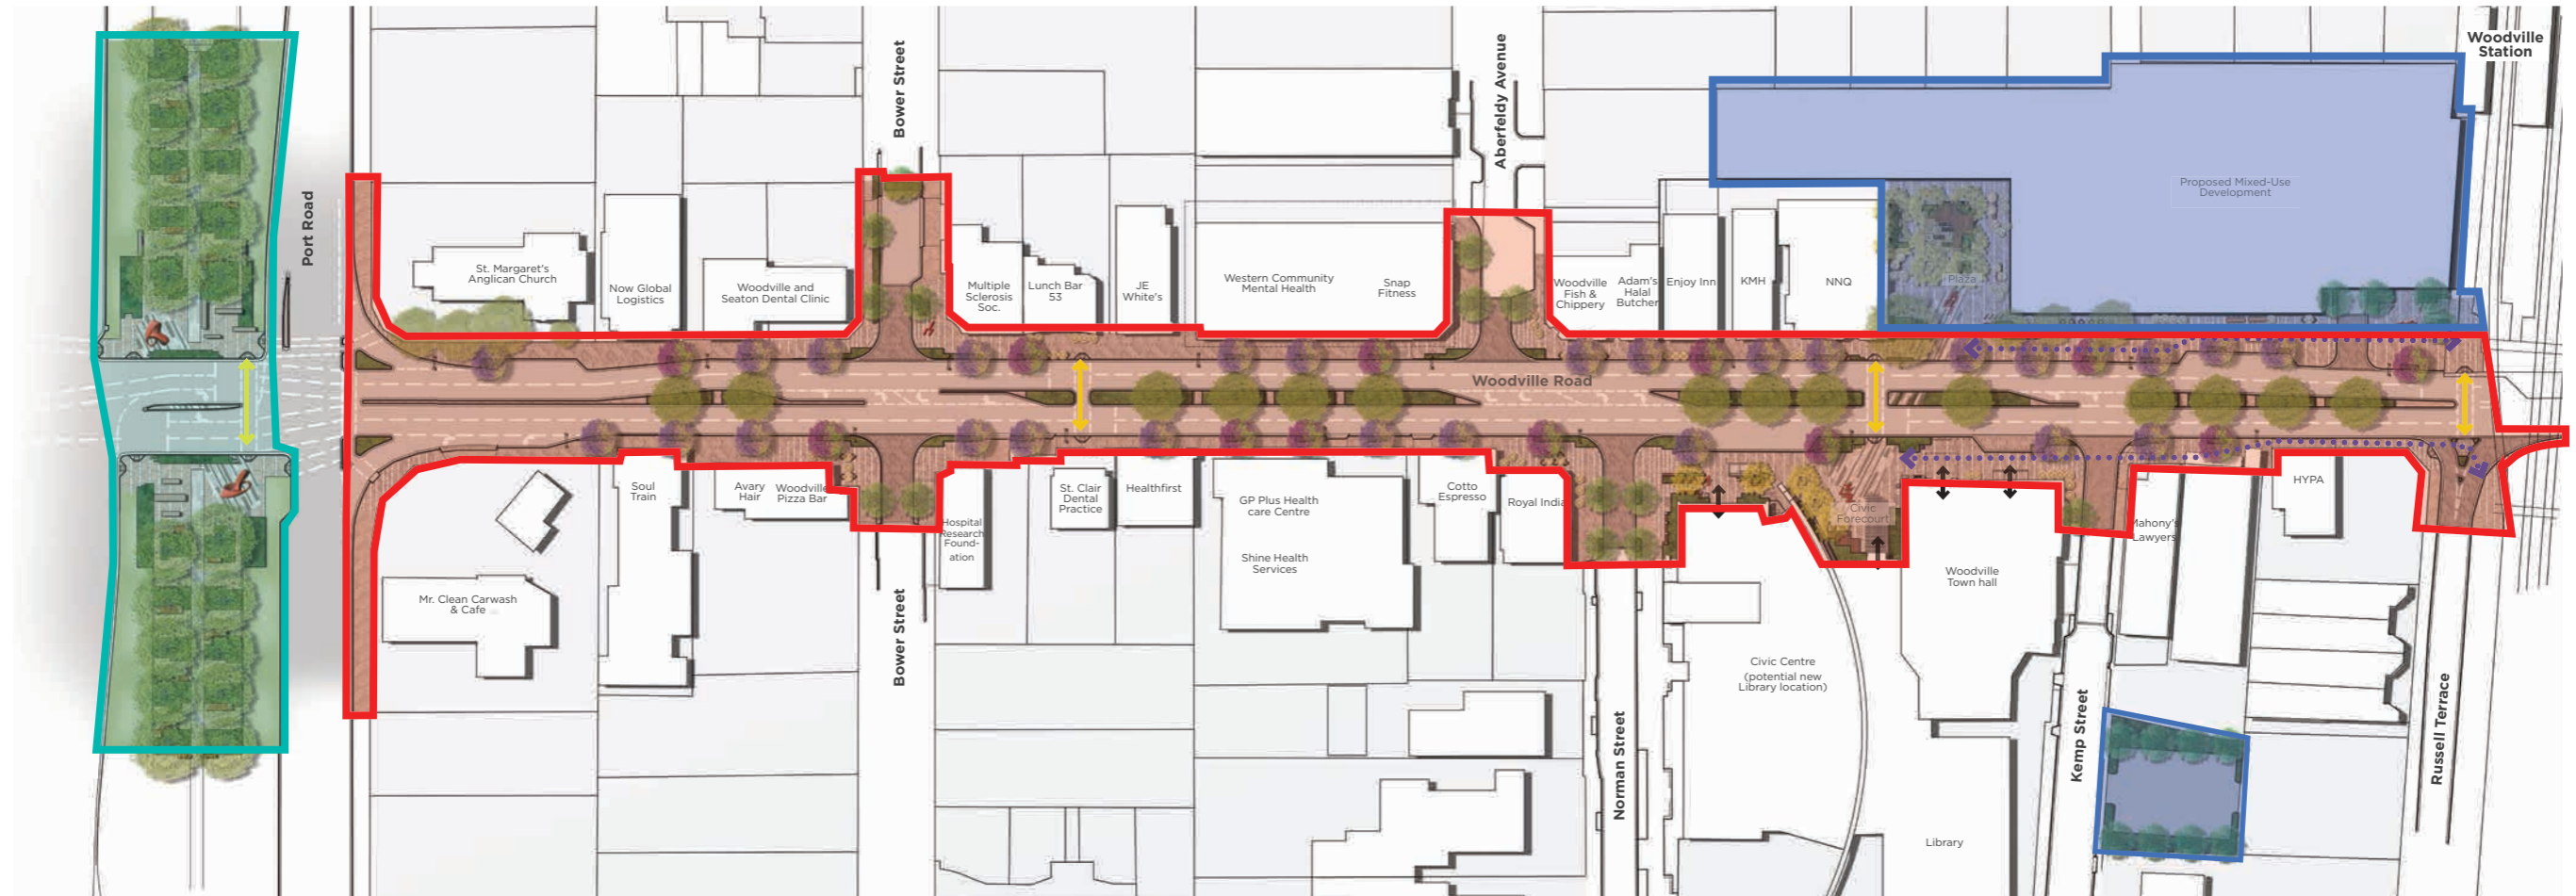 Woodville
Station
Bower Street
Aberfeldy Avenue
Port Road
Proposed Mixed-Use
Development
St. Margaret's
Anglican Church
Now Global
Logistics
Woodville and
Seaton Dental Clinic
Multiple
Sclerosis
Soc.
Lunch Bar
53
JE
White's
Western Community
Mental Health
Snap
Fitness
Woodville
Fish &
Chippery
Adam's
Halal
Butcher
Enjoy Inn
KMH
NNQ
Plaza
Woodville Road
Soul
Train
Avary
Hair
Woodville
Pizza Bar
Hospital
Research
Found-
ation
St. Clair
Dental
Practice
Healthfirst
GP Plus Health
care Centre
Shine Health
Services
Cotto
Espresso
Royal India
Civic
Forecourt
Mahony's
Lawyers
HYPA
Mr. Clean Carwash
& Cafe
Woodville
Town hall
Bower Street
Civic Centre
(potential new
Library location)
Norman Street
Kemp Street
Russell Terrace
Library